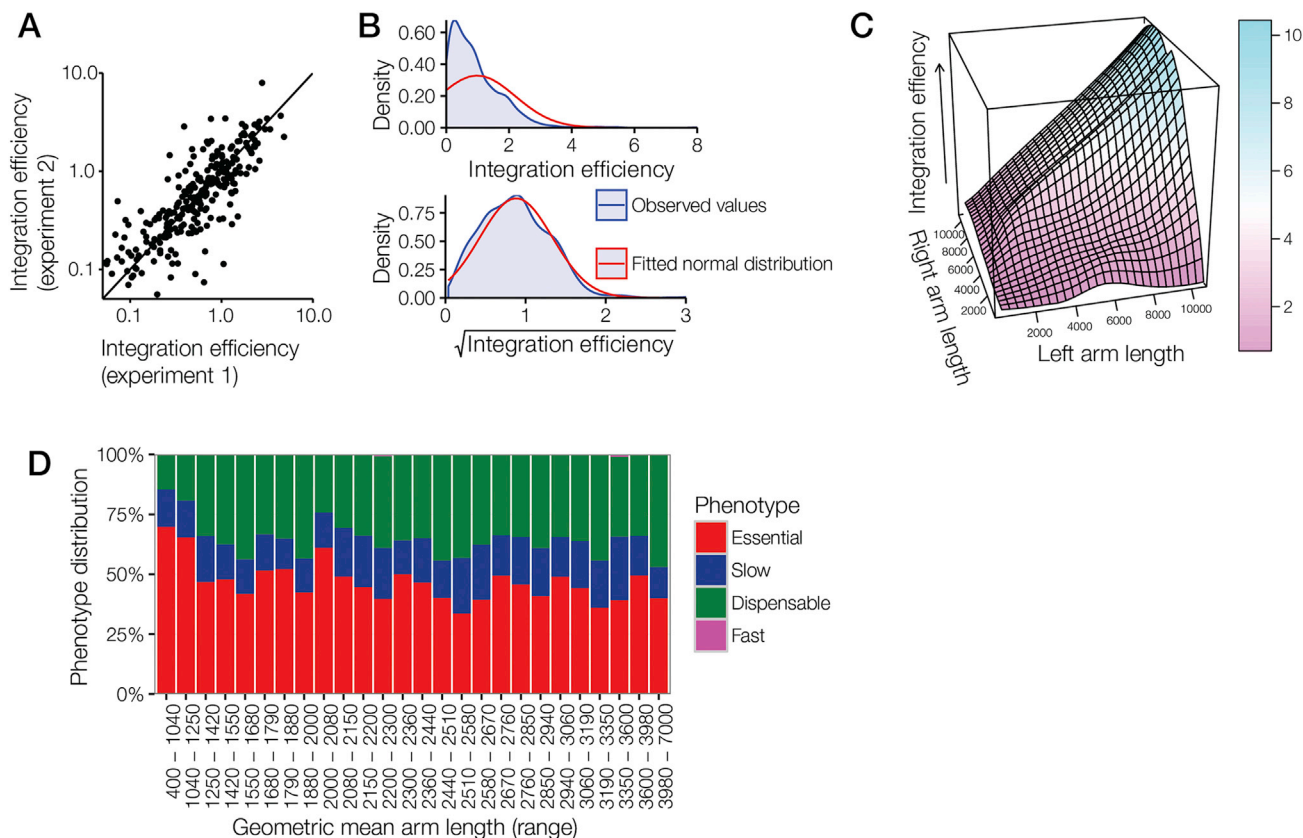 A
Integration efficiency
(experiment 2)
10.0
1.0
0.1
0.1 1.0 10.0
Integration efficiency
(experiment 1)
B
Density
0.60
0.40
0.20
0.00
0 2 4 6 8
Integration efficiency
Density
0.75
0.50
0.25
0.00
0 1 2 3
√Integration efficiency
Observed values
Fitted normal distribution
C
Integration effiency
Right arm length
10000
8000
6000
4000
2000
2000 4000 6000 8000 10000
Left arm length
10
8
6
4
2
D
Phenotype distribution
100%
75%
50%
25%
0%
400 – 1040
1040 – 1250
1250 – 1420
1420 – 1550
1550 – 1680
1680 – 1790
1790 – 1880
1880 – 2000
2000 – 2080
2080 – 2150
2150 – 2200
2200 – 2300
2300 – 2360
2360 – 2440
2440 – 2510
2510 – 2580
2580 – 2670
2670 – 2760
2760 – 2850
2850 – 2940
2940 – 3060
3060 – 3190
3190 – 3350
3350 – 3600
3600 – 3980
3980 – 7000
Geometric mean arm length (range)
Phenotype
Essential
Slow
Dispensable
Fast